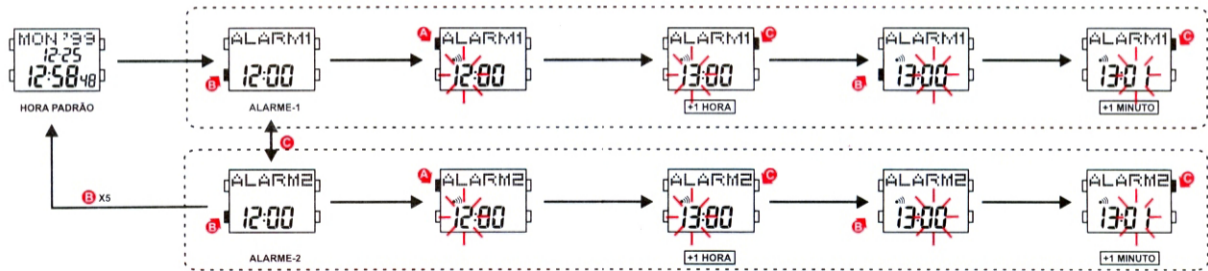 MON '99
12-25
12:58 48
HORA PADRÃO
B
ALARM1
12:00
ALARME-1
A
ALARM1
12:00
C
ALARM1
13:00
+1 HORA
B
ALARM1
13:00
C
ALARM1
13:01
+1 MINUTO
C
B X5
B
ALARM2
12:00
ALARME-2
A
ALARM2
12:00
C
ALARM2
13:00
+1 HORA
B
ALARM2
13:00
C
ALARM2
13:01
+1 MINUTO